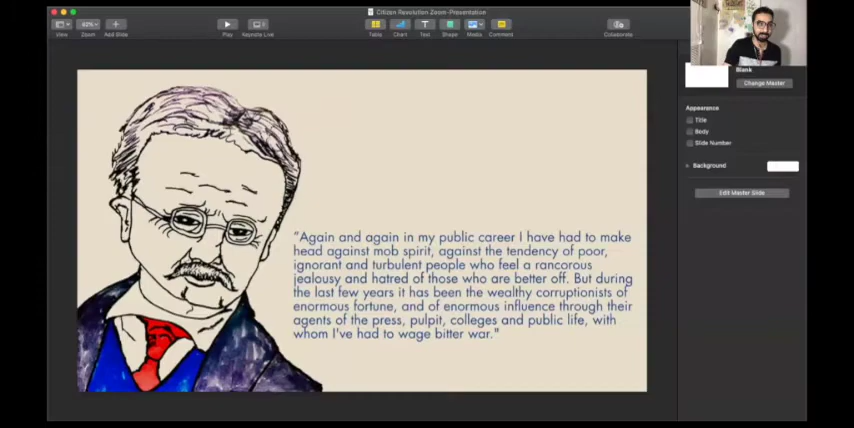 Citizen Revolution Zoom-Presentation
62%
View
Zoom
Add Slide
Play
Keynote Live
Table
Chart
Text
Shape
Media
Comment
Collaborate
Blank
Change Master
Appearance
Title
Body
Slide Number
Background
Edit Master Slide
"Again and again in my public career I have had to make
head against mob spirit, against the tendency of poor,
ignorant and turbulent people who feel a rancorous
jealousy and hatred of those who are better off. But during
the last few years it has been the wealthy corruptionists of
enormous fortune, and of enormous influence through their
agents of the press, pulpit, colleges and public life, with
whom I've had to wage bitter war."